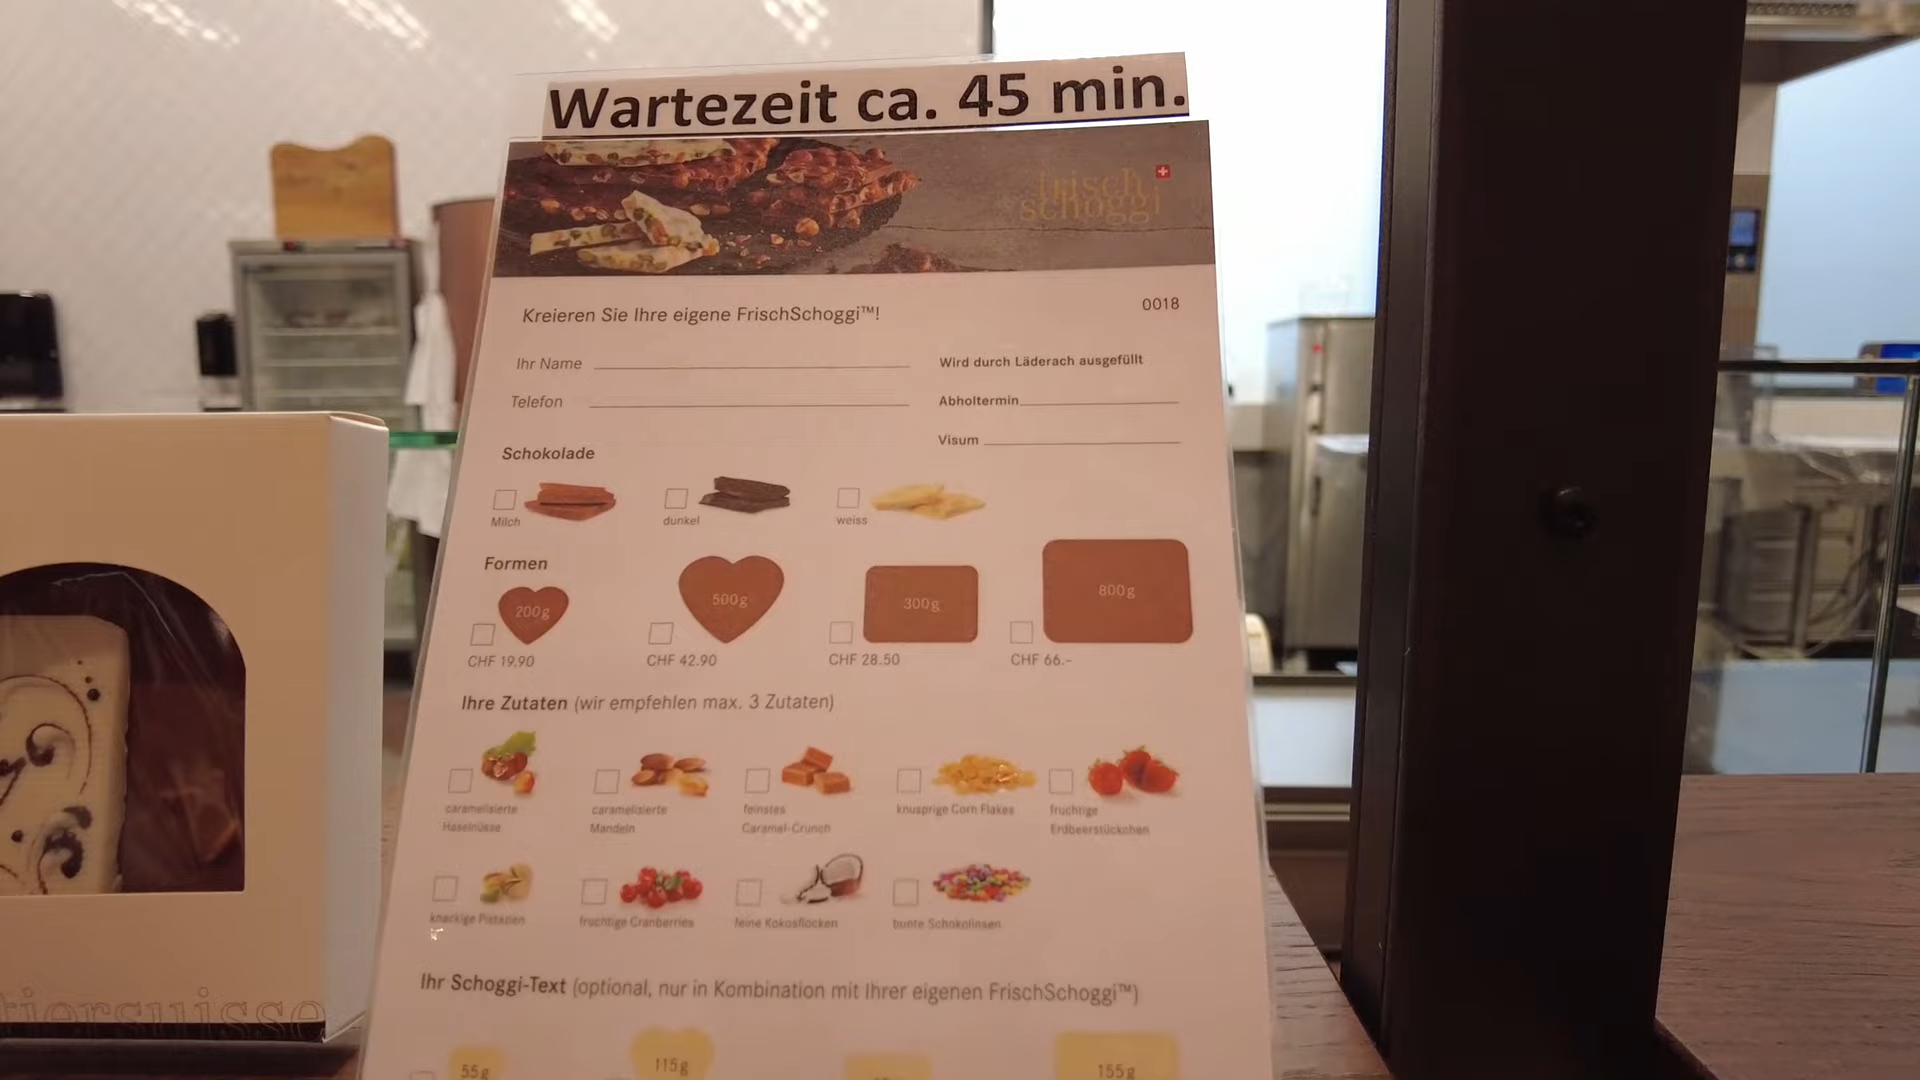 Wartezeit ca. 45 min.
frisch
schoggi
Kreieren Sie Ihre eigene FrischSchoggi™!
0018
Ihr Name
Wird durch Läderach ausgefüllt
Telefon
Abholtermin
Visum
Schokolade
Milch
dunkel
weiss
Formen
200g
500g
300g
800g
CHF 19.90
CHF 42.90
CHF 28.50
CHF 66.–
Ihre Zutaten (wir empfehlen max. 3 Zutaten)
caramelisierte
Haselnüsse
caramelisierte
Mandeln
feinstes
Caramel-Crunch
knusprige Corn Flakes
fruchtige
Erdbeerstückchen
knackige Pistazien
fruchtige Cranberries
feine Kokosflocken
bunte Schokolinsen
Ihr Schoggi-Text (optional, nur in Kombination mit Ihrer eigenen FrischSchoggi™)
55g
115g
155g